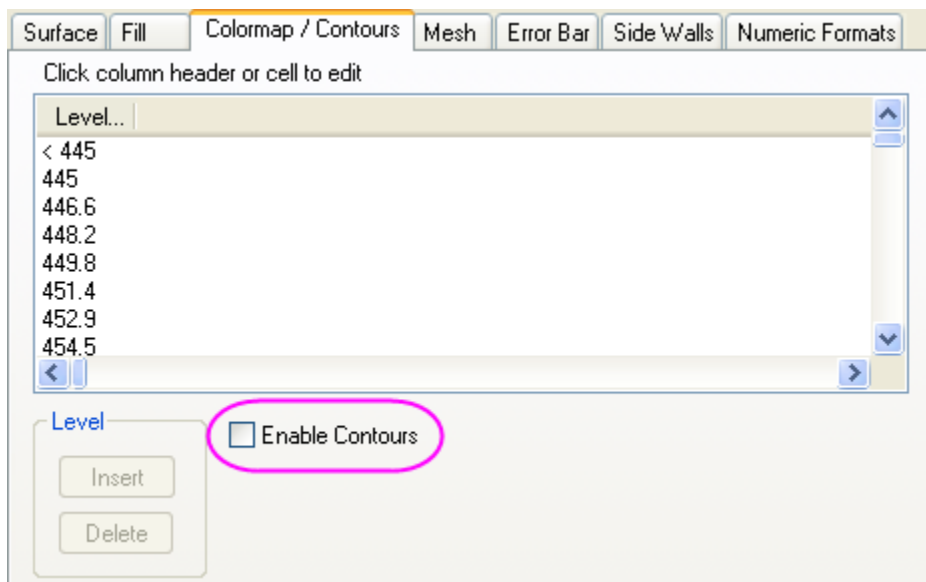 Surface Fill Colormap / Contours Mesh Error Bar Side Walls Numeric Formats
Click column header or cell to edit
Level...
< 445
445
446.6
448.2
449.8
451.4
452.9
454.5
Level
Enable Contours
Insert
Delete